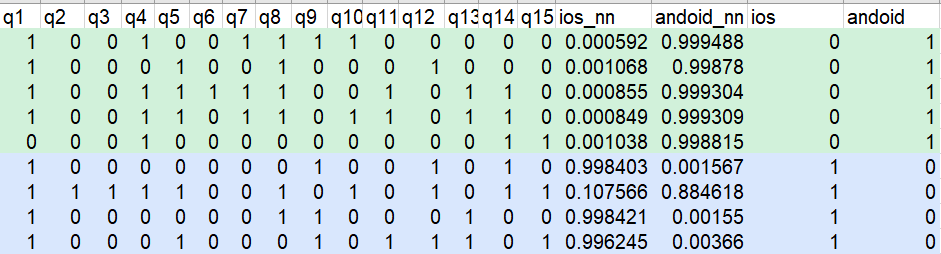 q1 q2 q3 q4 q5 q6 q7 q8 q9 q10 q11 q12 q13 q14 q15 ios_nn andoid_nn ios andoid
1 0 0 1 0 0 1 1 1 1 0 0 0 0 0 0.000592 0.999488 0 1
1 0 0 0 1 0 0 1 0 0 0 1 0 0 0 0.001068 0.99878 0 1
1 0 0 1 1 1 1 1 0 0 1 0 1 1 0 0.000855 0.999304 0 1
1 0 0 1 1 0 1 1 0 1 1 0 1 1 0 0.000849 0.999309 0 1
0 0 0 1 0 0 0 0 0 0 0 0 0 1 1 0.001038 0.998815 0 1
1 0 0 0 0 0 0 0 1 0 0 1 0 1 0 0.998403 0.001567 1 0
1 1 1 1 1 0 0 1 0 1 0 1 0 1 1 0.107566 0.884618 1 0
1 0 0 0 0 0 0 1 1 0 0 0 1 0 0 0.998421 0.00155 1 0
1 0 0 0 1 0 0 0 1 0 1 1 1 0 1 0.996245 0.00366 1 0